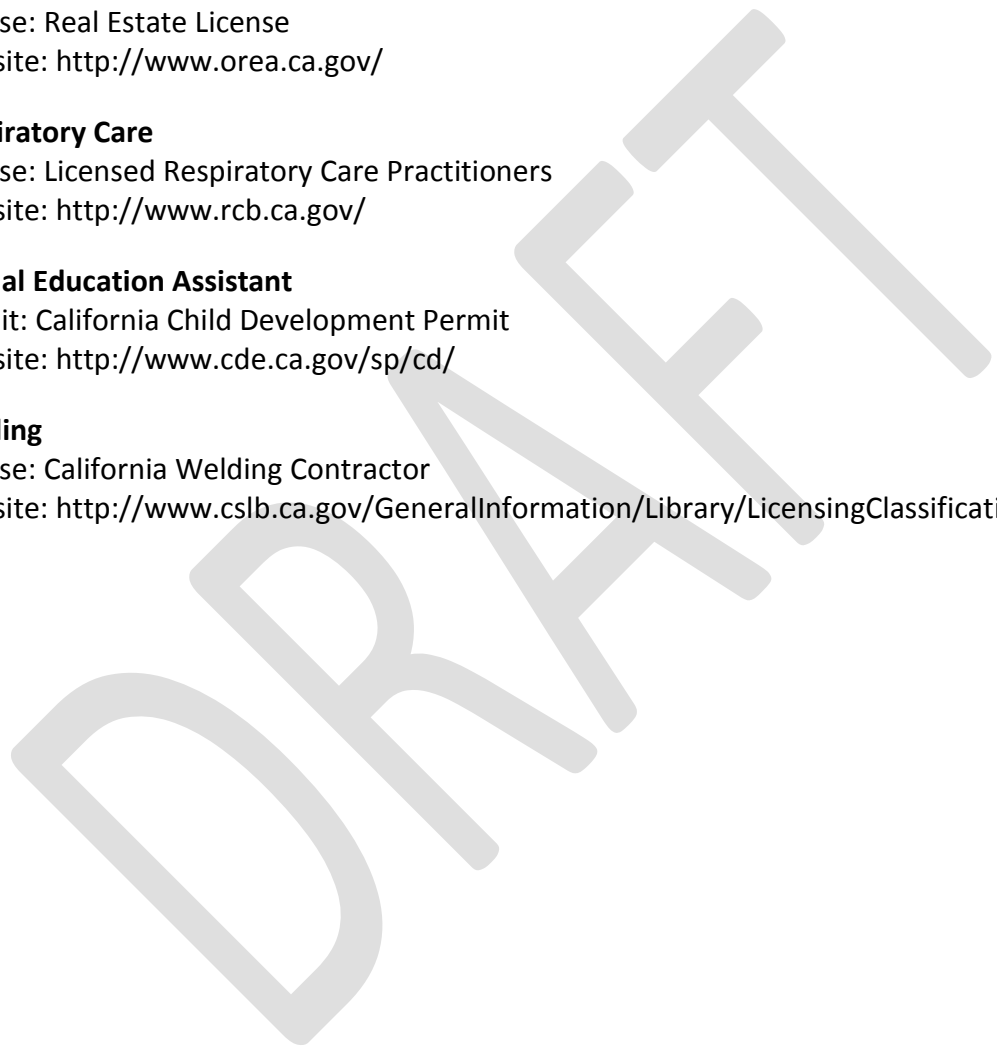 se: Real Estate License
site: http://www.orea.ca.gov/
iratory Care
se: Licensed Respiratory Care Practitioners
site: http://www.rcb.ca.gov/
al Education Assistant
it: California Child Development Permit
site: http://www.cde.ca.gov/sp/cd/
ling
se: California Welding Contractor
site: http://www.cslb.ca.gov/GeneralInformation/Library/LicensingClassificati
DRAFT